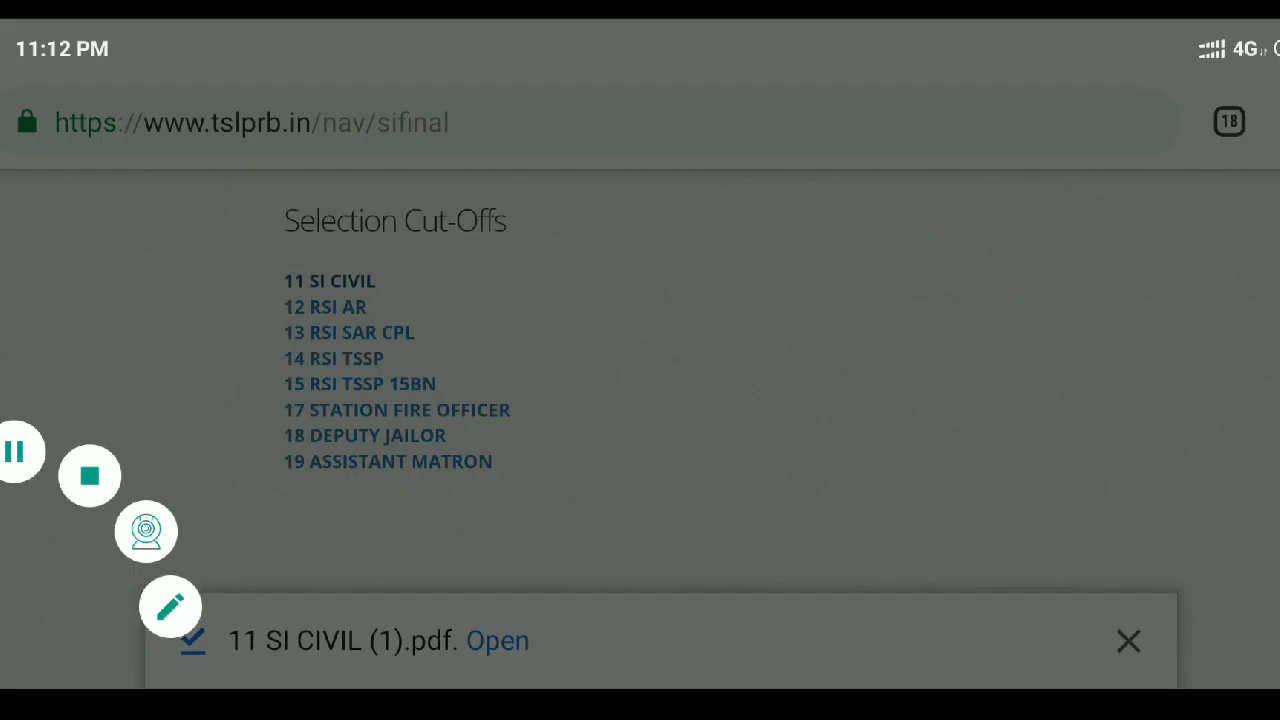 11:12 PM
4G
https://www.tslprb.in/nav/sifinal
18
Selection Cut-Offs
11 SI CIVIL
12 RSI AR
13 RSI SAR CPL
14 RSI TSSP
15 RSI TSSP 15BN
17 STATION FIRE OFFICER
18 DEPUTY JAILOR
19 ASSISTANT MATRON
11 SI CIVIL (1).pdf. Open